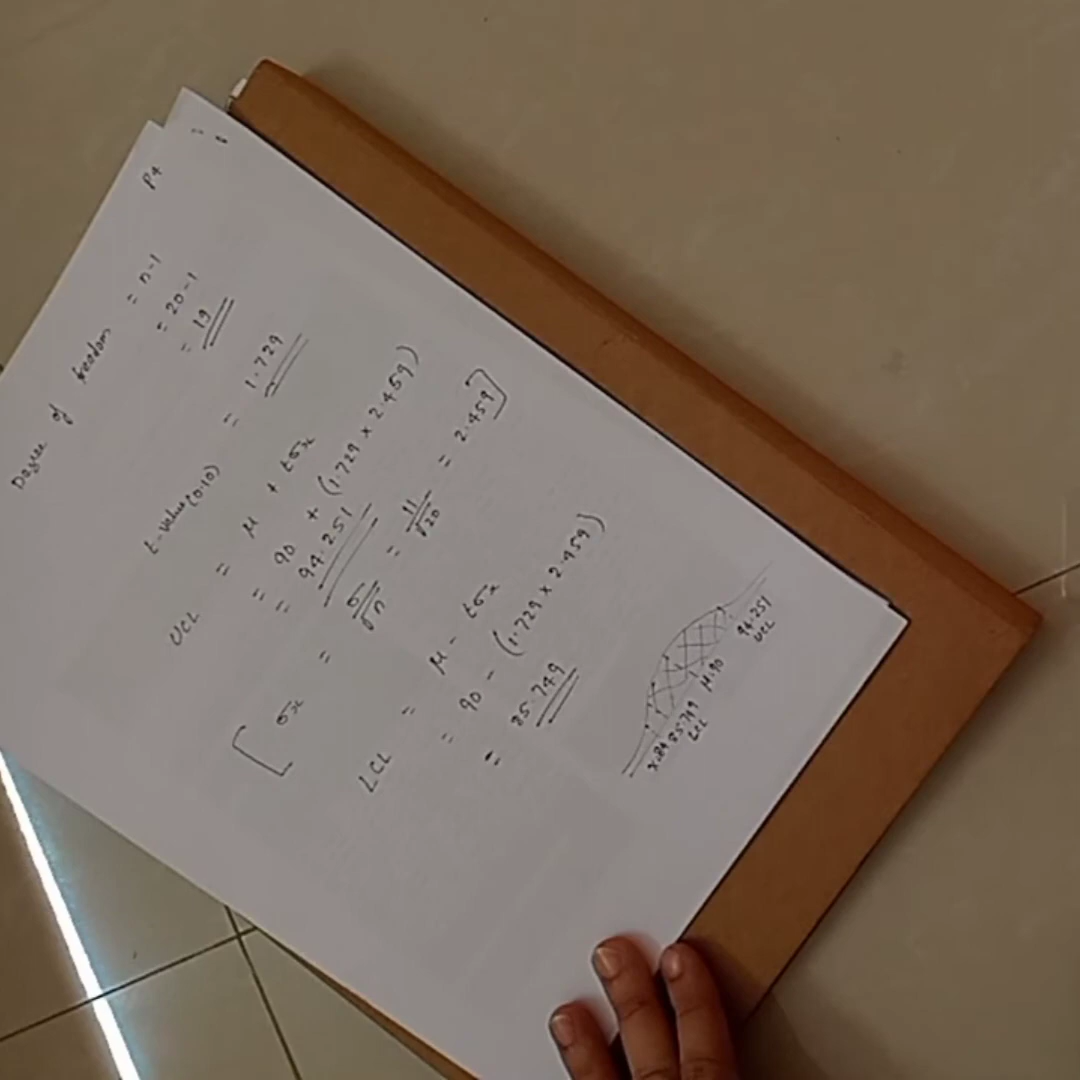 P4
Degree of freedom = n-1
= 20-1
= 19
t-value(0.10) = 1.729
UCL = μ + tσx
= 90 + (1.729 x 2.459)
= 94.251
[ σx = σ/√n = 11/√20 = 2.459 ]
LCL = μ - tσx
= 90 - (1.729 x 2.459)
= 85.749
85.749 μ.90 94.251
LCL UCL